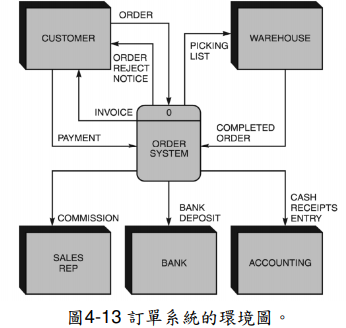 ORDER
CUSTOMER
WAREHOUSE
PICKING
LIST
ORDER
REJECT
NOTICE
INVOICE
0
COMPLETED
ORDER
PAYMENT
ORDER
SYSTEM
CASH
RECEIPTS
ENTRY
COMMISSION
BANK
DEPOSIT
SALES
REP
BANK
ACCOUNTING
圖4-13 訂單系統的環境圖。